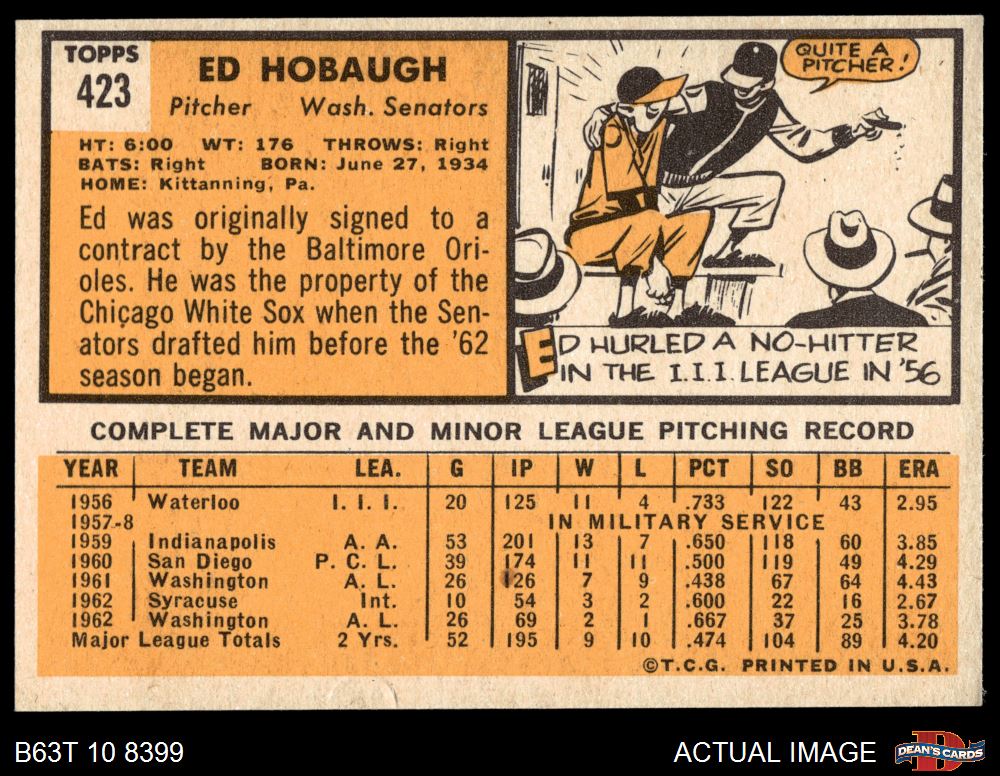 TOPPS
423
ED HOBAUGH
Pitcher Wash. Senators
HT: 6:00 WT: 176 THROWS: Right
BATS: Right BORN: June 27, 1934
HOME: Kittanning, Pa.
Ed was originally signed to a
contract by the Baltimore Ori-
oles. He was the property of the
Chicago White Sox when the Sen-
ators drafted him before the '62
season began.
QUITE A
PITCHER!
ED HURLED A NO-HITTER
IN THE I.I.I. LEAGUE IN '56
COMPLETE MAJOR AND MINOR LEAGUE PITCHING RECORD
YEAR TEAM LEA. G IP W L PCT SO BB ERA
1956 Waterloo I. I. I. 20 125 11 4 .733 122 43 2.95
1957-8 IN MILITARY SERVICE
1959 Indianapolis A. A. 53 201 13 7 .650 118 60 3.85
1960 San Diego P. C. L. 39 174 11 11 .500 119 49 4.29
1961 Washington A. L. 26 126 7 9 .438 67 64 4.43
1962 Syracuse Int. 10 54 3 2 .600 22 16 2.67
1962 Washington A. L. 26 69 2 1 .667 37 25 3.78
Major League Totals 2 Yrs. 52 195 9 10 .474 104 89 4.20
©T.C.G. PRINTED IN U.S.A.
B63T 10 8399
ACTUAL IMAGE
DEAN'S CARDS